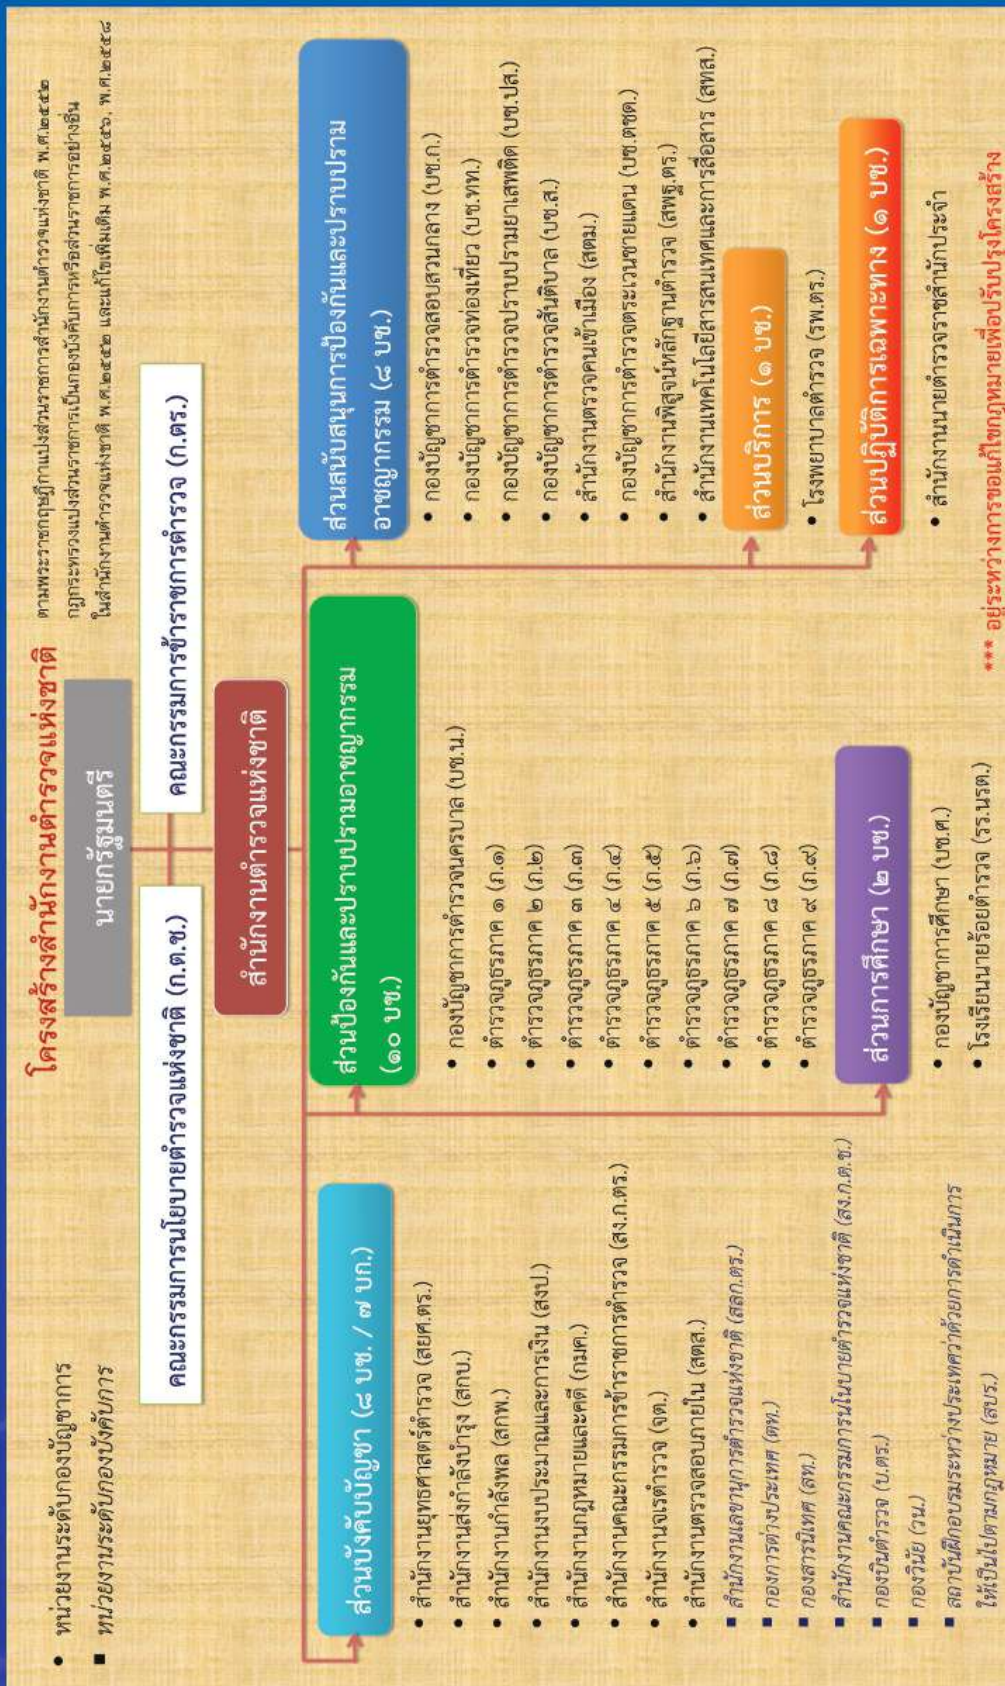 โครงสร้างสำนักงานตำรวจแห่งชาติ
ตามพระราชกฤษฎีกาแบ่งส่วนราชการสำนักงานตำรวจแห่งชาติ พ.ศ.๒๕๕๒
กฎกระทรวงแบ่งส่วนราชการเป็นกองบังคับการหรือส่วนราชการอย่างอื่น
ในสำนักงานตำรวจแห่งชาติ พ.ศ.๒๕๕๒ และแก้ไขเพิ่มเติม พ.ศ.๒๕๕๖, พ.ศ.๒๕๕๘
• หน่วยงานระดับกองบัญชาการ
■ หน่วยงานระดับกองบังคับการ
นายกรัฐมนตรี
คณะกรรมการนโยบายตำรวจแห่งชาติ (ก.ต.ช.)
คณะกรรมการข้าราชการตำรวจ (ก.ตร.)
สำนักงานตำรวจแห่งชาติ
ส่วนบังคับบัญชา (๘ บช. / ๗ บก.)
• สำนักงานยุทธศาสตร์ตำรวจ (สยศ.ตร.)
• สำนักงานส่งกำลังบำรุง (สกบ.)
• สำนักงานกำลังพล (สกพ.)
• สำนักงานงบประมาณและการเงิน (สงป.)
• สำนักงานกฎหมายและคดี (กมค.)
• สำนักงานคณะกรรมการข้าราชการตำรวจ (สง.ก.ตร.)
• สำนักงานจเรตำรวจ (จต.)
• สำนักงานตรวจสอบภายใน (สตส.)
■ สำนักงานเลขานุการตำรวจแห่งชาติ (สลก.ตร.)
■ กองการต่างประเทศ (ตท.)
■ กองสารนิเทศ (สท.)
■ สำนักงานคณะกรรมการนโนบายตำรวจแห่งชาติ (สง.ก.ต.ช.)
■ กองบินตำรวจ (บ.ตร.)
■ กองวินัย (วน.)
■ สถาบันฝึกอบรมระหว่างประเทศว่าด้วยการดำเนินการ
ให้เป็นไปตามกฎหมาย (สบร.)
ส่วนป้องกันและปราบปรามอาชญากรรม
(๑๐ บช.)
• กองบัญชาการตำรวจนครบาล (บช.น.)
• ตำรวจภูธรภาค ๑ (ภ.๑)
• ตำรวจภูธรภาค ๒ (ภ.๒)
• ตำรวจภูธรภาค ๓ (ภ.๓)
• ตำรวจภูธรภาค ๔ (ภ.๔)
• ตำรวจภูธรภาค ๕ (ภ.๕)
• ตำรวจภูธรภาค ๖ (ภ.๖)
• ตำรวจภูธรภาค ๗ (ภ.๗)
• ตำรวจภูธรภาค ๘ (ภ.๘)
• ตำรวจภูธรภาค ๙ (ภ.๙)
ส่วนการศึกษา (๒ บช.)
• กองบัญชาการศึกษา (บช.ศ.)
• โรงเรียนนายร้อยตำรวจ (รร.นรต.)
ส่วนสนับสนุนการป้องกันและปราบปราม
อาชญากรรม (๘ บช.)
• กองบัญชาการตำรวจสอบสวนกลาง (บช.ก.)
• กองบัญชาการตำรวจท่องเที่ยว (บช.ทท.)
• กองบัญชาการตำรวจปราบปรามยาเสพติด (บช.ปส.)
• กองบัญชาการตำรวจสันติบาล (บช.ส.)
• สำนักงานตรวจคนเข้าเมือง (สตม.)
• กองบัญชาการตำรวจตระเวนชายแดน (บช.ตชด.)
• สำนักงานพิสูจน์หลักฐานตำรวจ (สพฐ.ตร.)
• สำนักงานเทคโนโลยีสารสนเทศและการสื่อสาร (สทส.)
ส่วนบริการ (๑ บช.)
• โรงพยาบาลตำรวจ (รพ.ตร.)
ส่วนปฏิบัติการเฉพาะทาง (๑ บช.)
• สำนักงานนายตำรวจราชสำนักประจำ
*** อยู่ระหว่างการขอแก้ไขกฎหมายเพื่อปรับปรุงโครงสร้าง